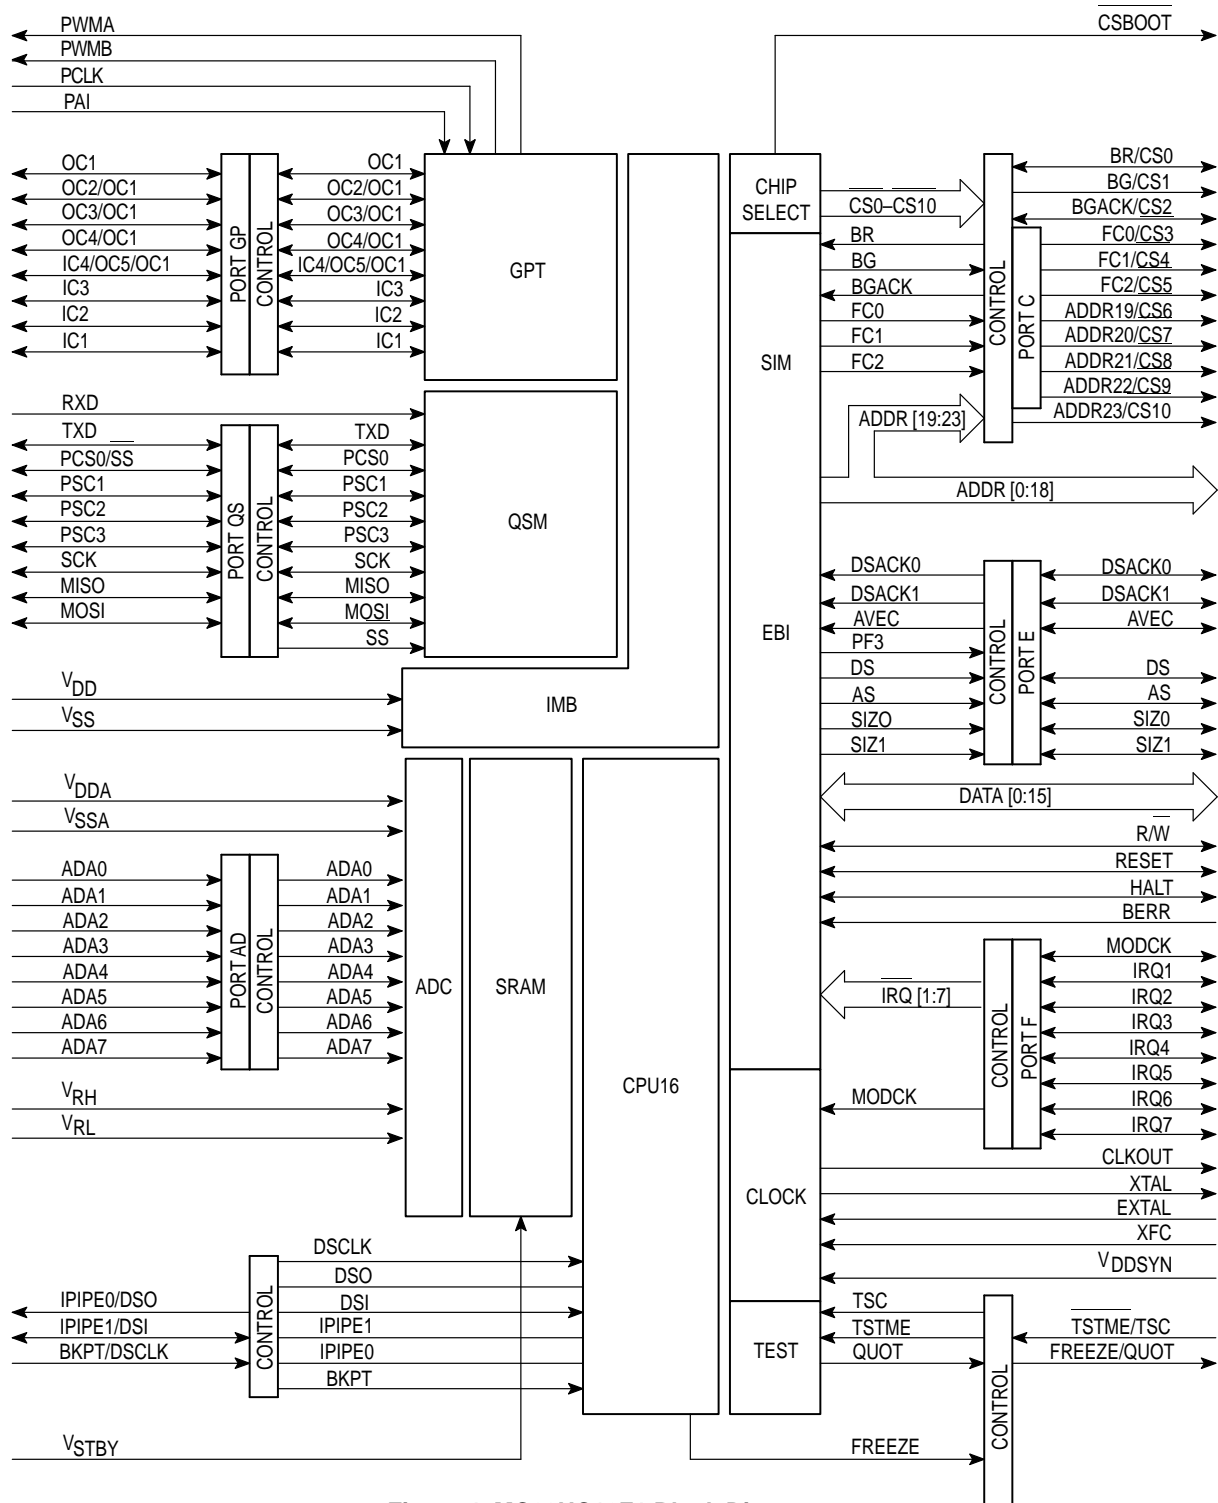 PWMA
PWMB
PCLK
PAI
CSBOOT
OC1
OC2/OC1
OC3/OC1
OC4/OC1
IC4/OC5/OC1
IC3
IC2
IC1
PORT GP
CONTROL
OC1
OC2/OC1
OC3/OC1
OC4/OC1
IC4/OC5/OC1
IC3
IC2
IC1
GPT
RXD
TXD
PCS0/SS
PSC1
PSC2
PSC3
SCK
MISO
MOSI
PORT QS
CONTROL
TXD
PCS0
PSC1
PSC2
PSC3
SCK
MISO
MOSI
SS
QSM
VDD
VSS
IMB
VDDA
VSSA
ADA0
ADA1
ADA2
ADA3
ADA4
ADA5
ADA6
ADA7
PORT AD
CONTROL
ADA0
ADA1
ADA2
ADA3
ADA4
ADA5
ADA6
ADA7
VRH
VRL
ADC
SRAM
CPU16
DSCLK
DSO
DSI
IPIPE1
IPIPE0
BKPT
CONTROL
IPIPE0/DSO
IPIPE1/DSI
BKPT/DSCLK
VSTBY
CHIP
SELECT
SIM
EBI
CLOCK
TEST
CS0–CS10
BR
BG
BGACK
FC0
FC1
FC2
ADDR [19:23]
CONTROL
PORT C
BR/CS0
BG/CS1
BGACK/CS2
FC0/CS3
FC1/CS4
FC2/CS5
ADDR19/CS6
ADDR20/CS7
ADDR21/CS8
ADDR22/CS9
ADDR23/CS10
ADDR [0:18]
DSACK0
DSACK1
AVEC
PF3
DS
AS
SIZO
SIZ1
CONTROL
PORT E
DSACK0
DSACK1
AVEC
DS
AS
SIZ0
SIZ1
DATA [0:15]
R/W
RESET
HALT
BERR
IRQ [1:7]
MODCK
CONTROL
PORT F
MODCK
IRQ1
IRQ2
IRQ3
IRQ4
IRQ5
IRQ6
IRQ7
CLKOUT
XTAL
EXTAL
XFC
VDDSYN
TSC
TSTME
QUOT
FREEZE
CONTROL
TSTME/TSC
FREEZE/QUOT